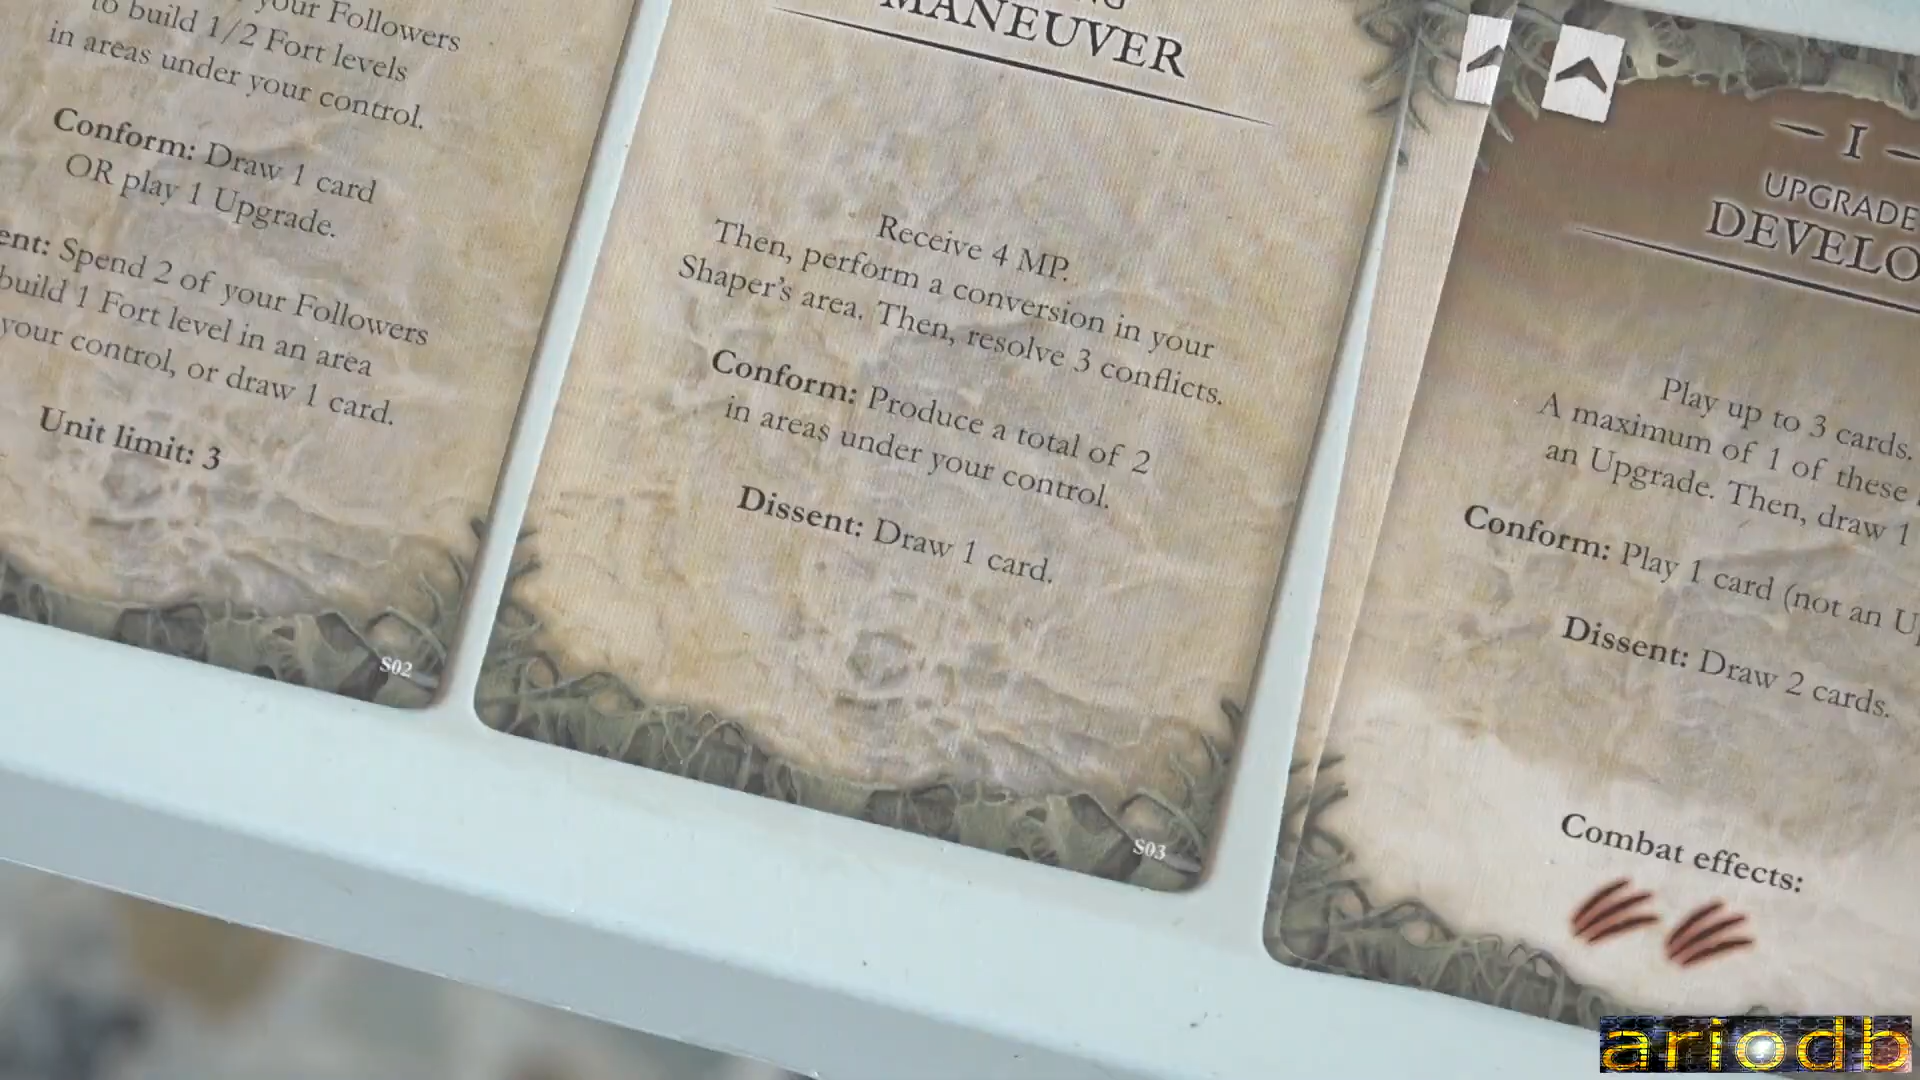 your Followers
to build 1/2 Fort levels
in areas under your control.
Conform: Draw 1 card
OR play 1 Upgrade.
Spend 2 of your Followers
build 1 Fort level in an area
your control, or draw 1 card.
Unit limit: 3
S02
MANEUVER
Receive 4 MP.
Then, perform a conversion in your
Shaper's area. Then, resolve 3 conflicts.
Conform: Produce a total of 2
in areas under your control.
Dissent: Draw 1 card.
S03
– I –
UPGRADE
DEVELO
Play up to 3 cards.
A maximum of 1 of these
an Upgrade. Then, draw 1
Conform: Play 1 card (not an U
Dissent: Draw 2 cards.
Combat effects:
ariodb